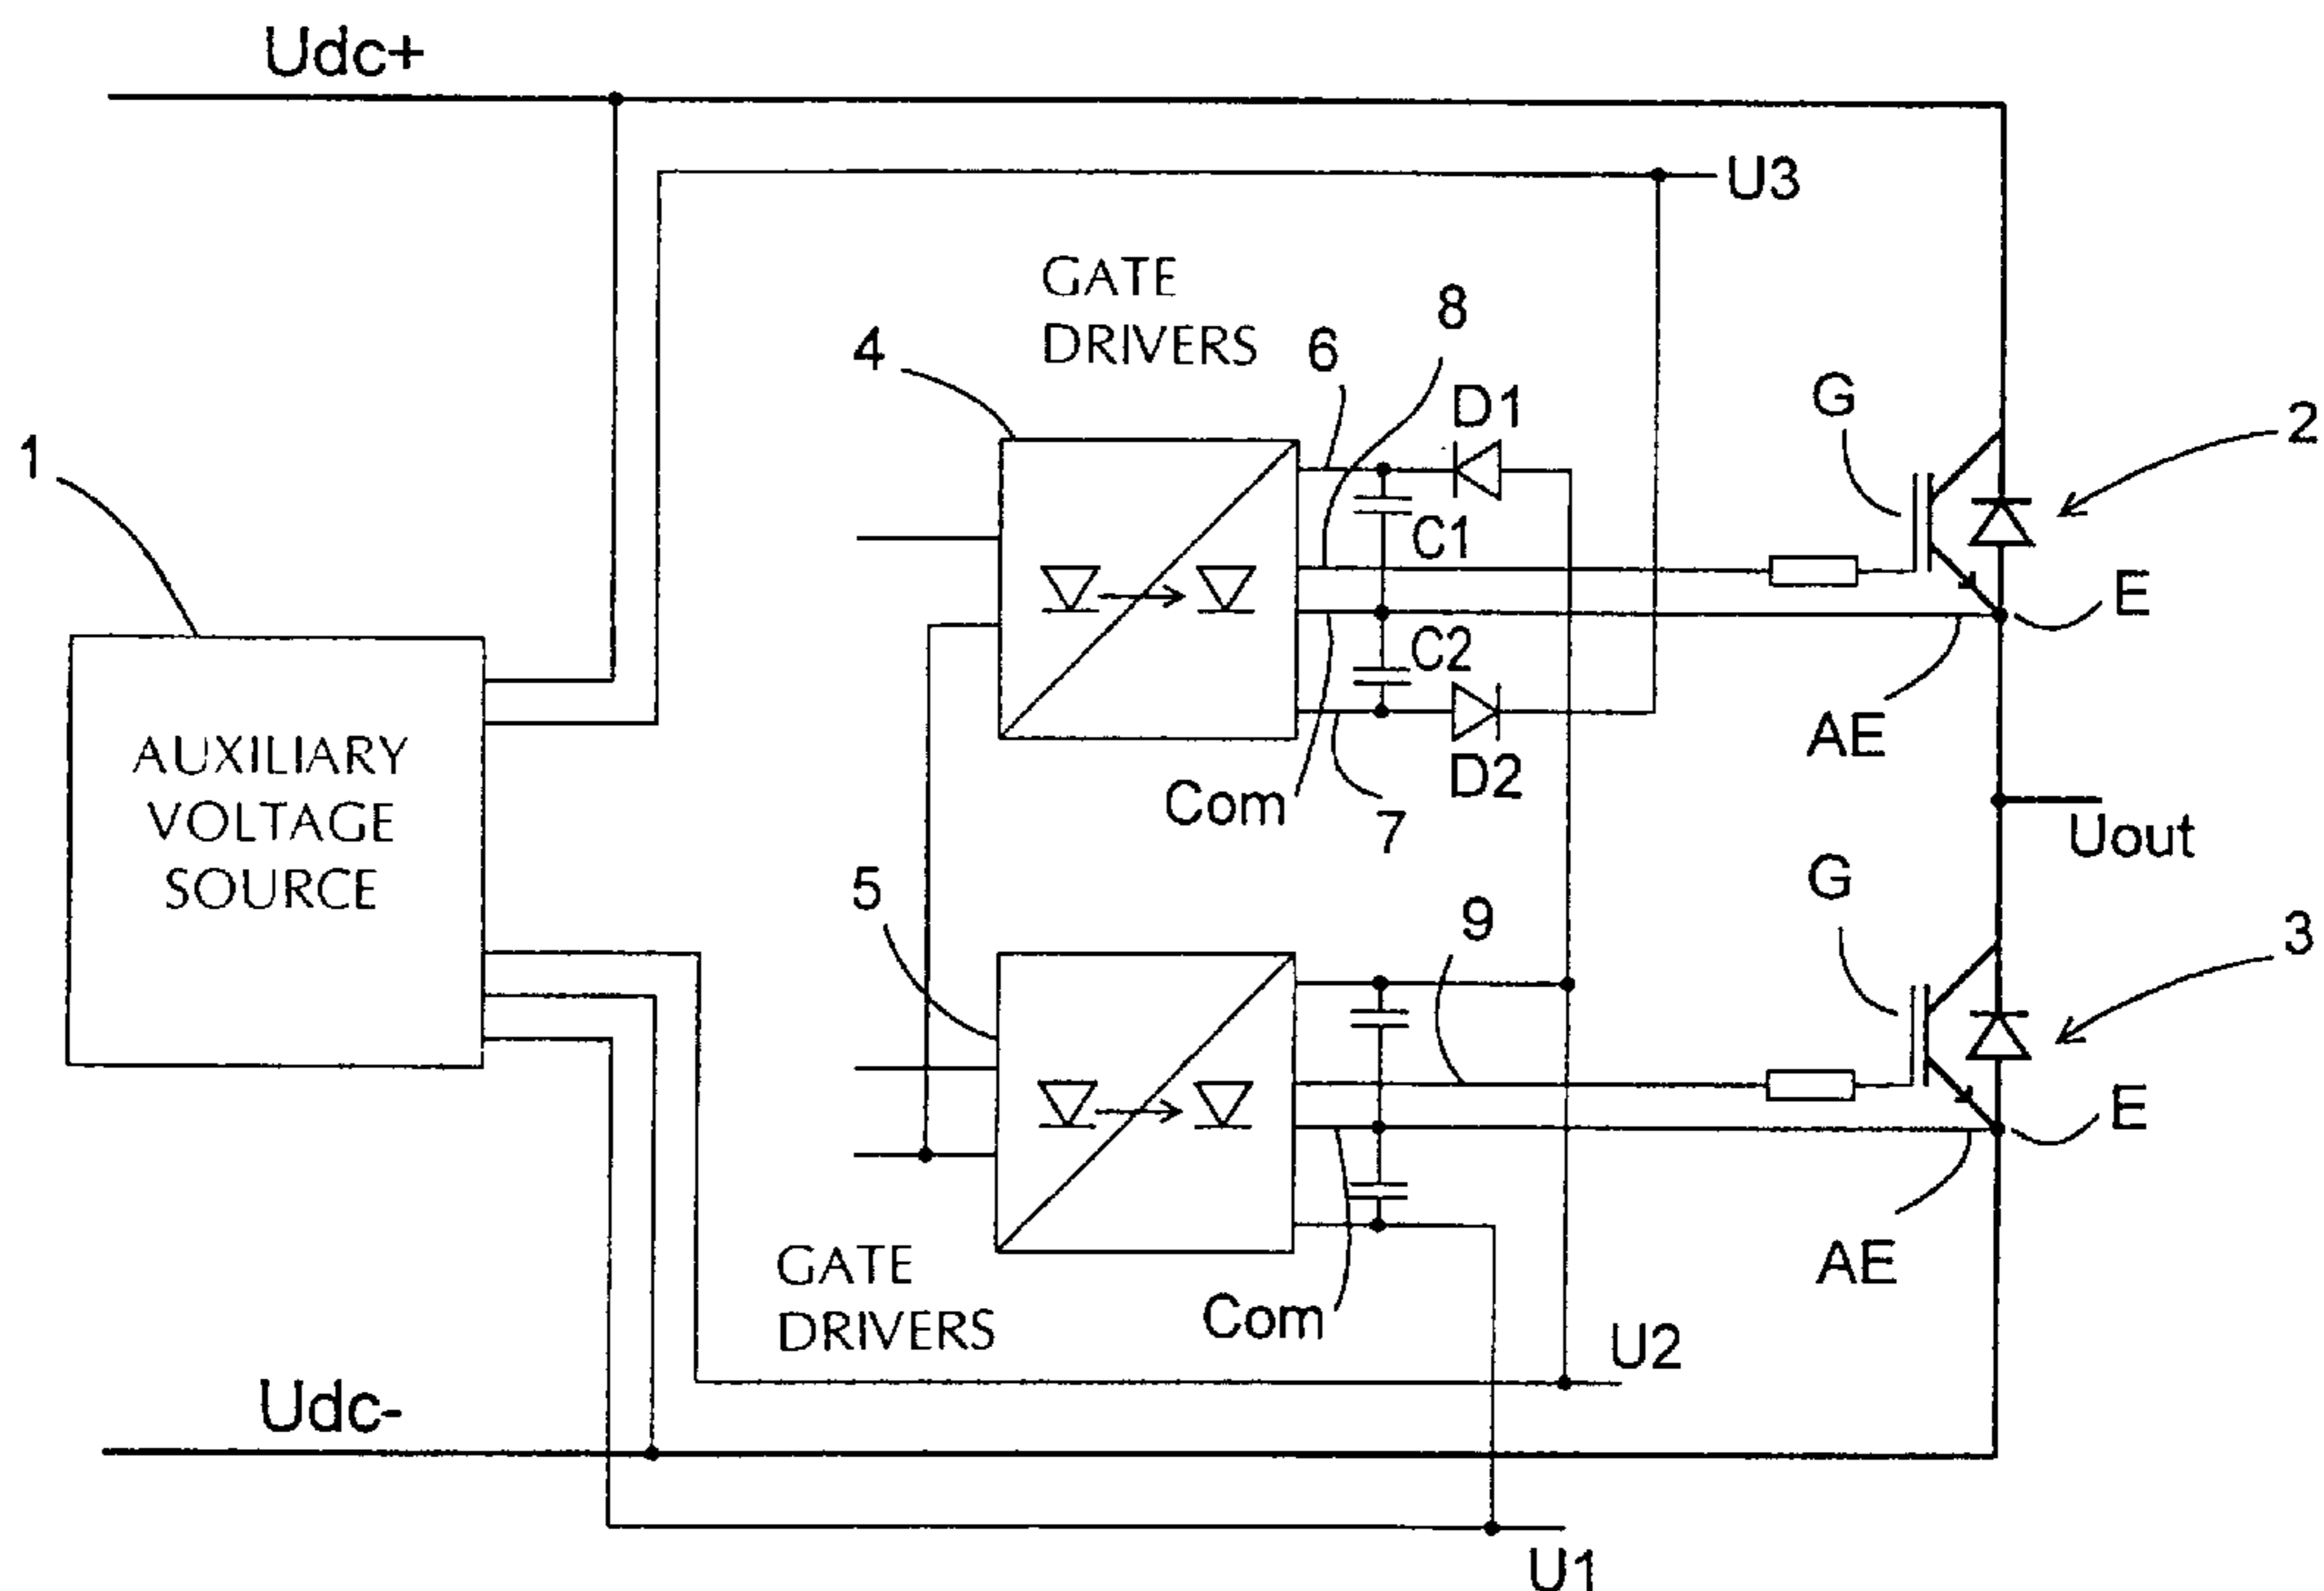 Udc+
U3
GATE
DRIVERS
8
4
6
D1
G
2
1
C1
E
C2
AE
AUXILIARY
VOLTAGE
SOURCE
Com
7
D2
Uout
5
9
G
3
E
GATE
DRIVERS
Com
AE
U2
Udc-
U1